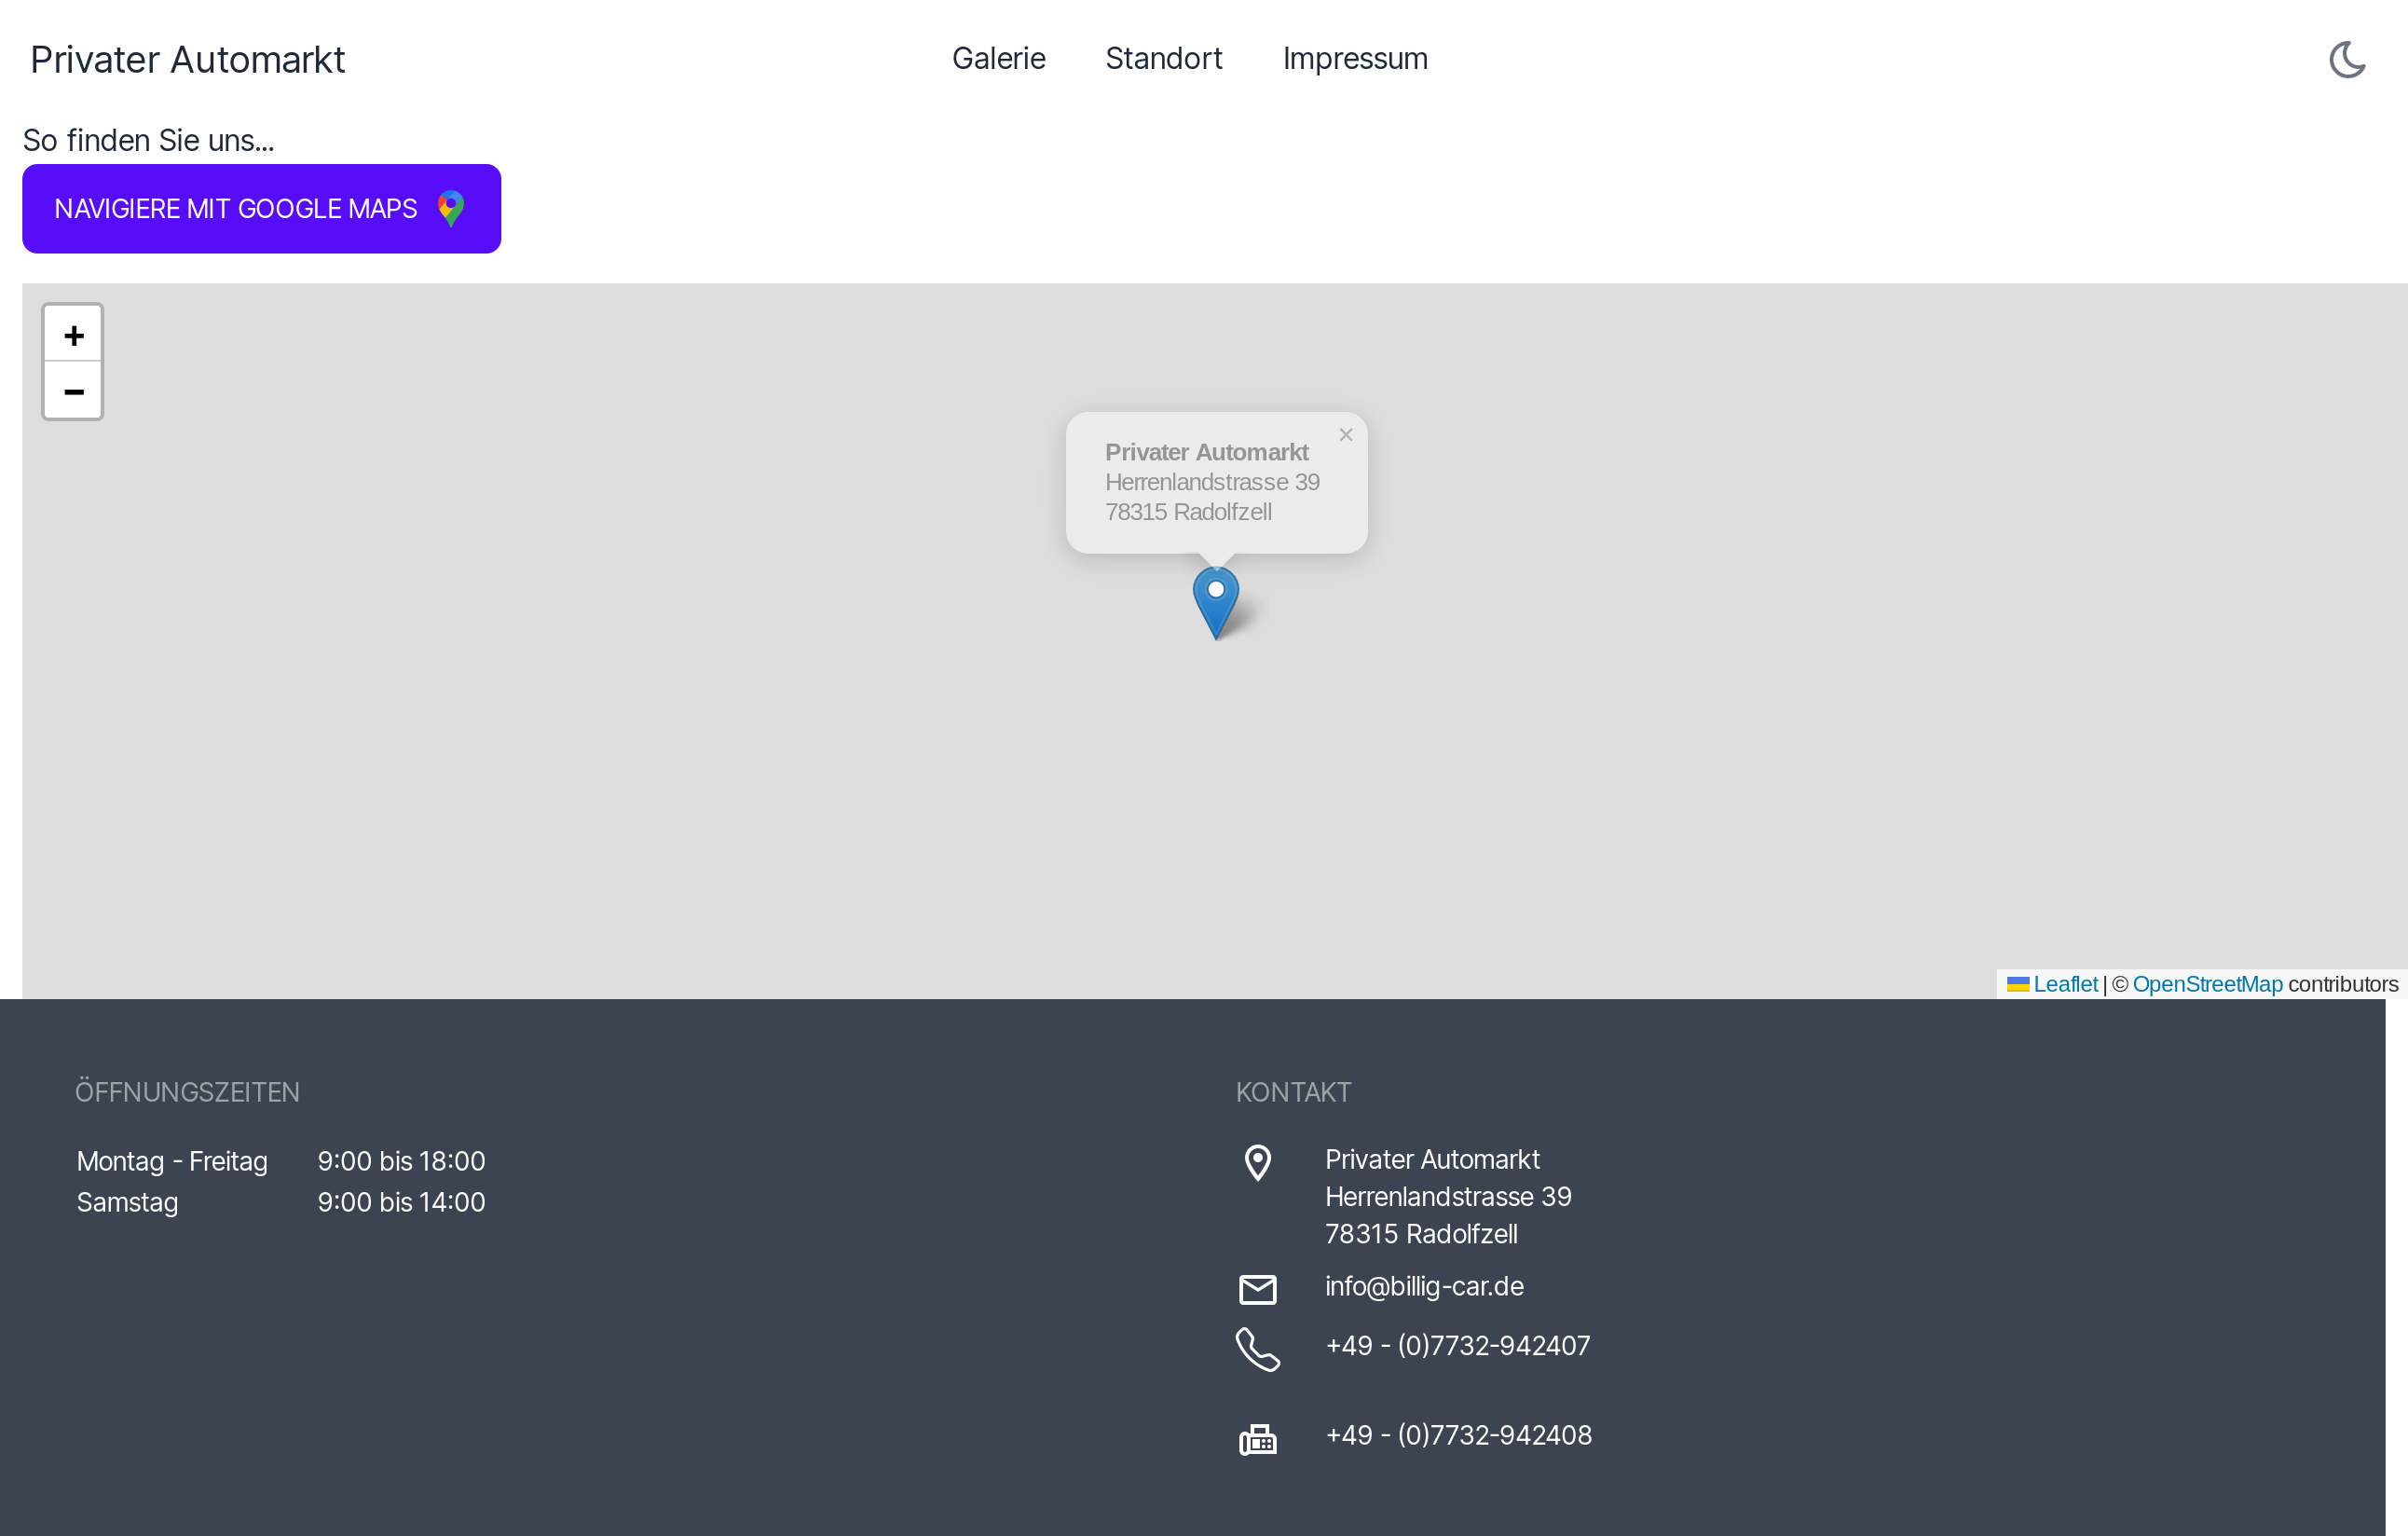 Privater Automarkt
Galerie
Standort
Impressum
So finden Sie uns...
NAVIGIERE MIT GOOGLE MAPS
+
−
Privater Automarkt
×
Herrenlandstrasse 39
78315 Radolfzell
Leaflet | © OpenStreetMap contributors
ÖFFNUNGSZEITEN
Montag - Freitag 9:00 bis 18:00
Samstag 9:00 bis 14:00
KONTAKT
Privater Automarkt
Herrenlandstrasse 39
78315 Radolfzell
info@billig-car.de
+49 - (0)7732-942407
+49 - (0)7732-942408